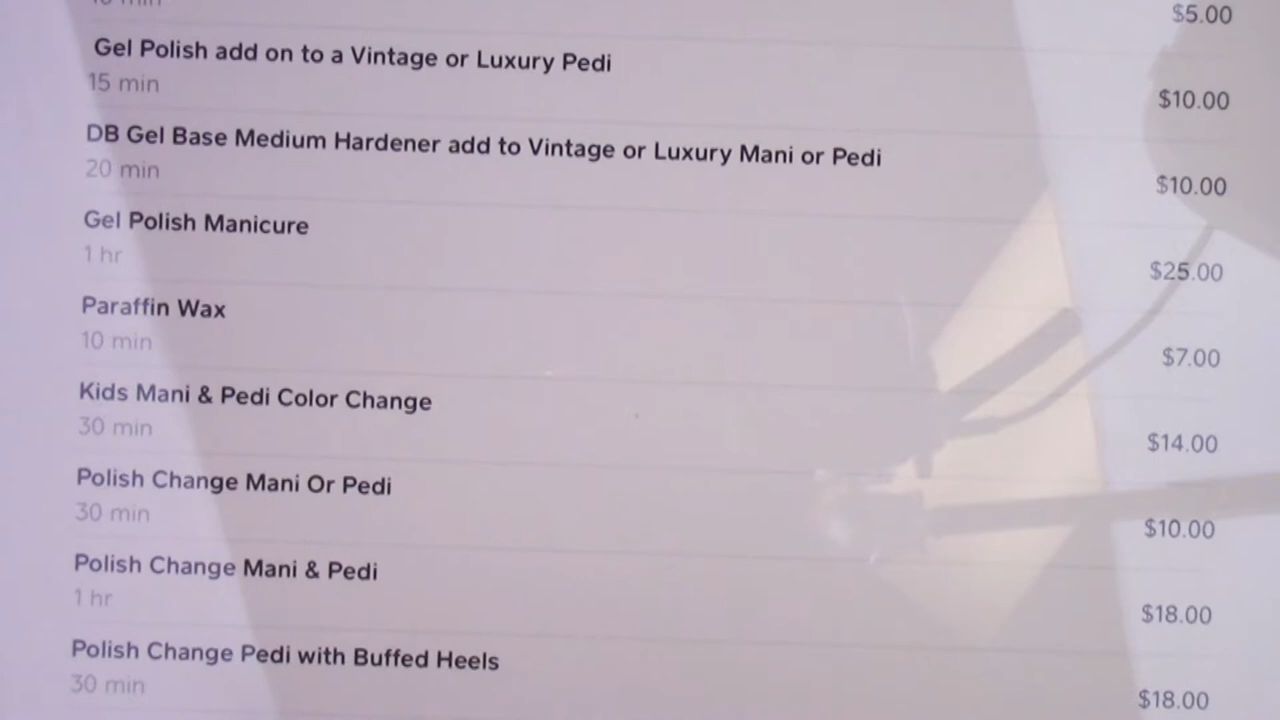 $5.00
Gel Polish add on to a Vintage or Luxury Pedi
15 min
$10.00
DB Gel Base Medium Hardener add to Vintage or Luxury Mani or Pedi
20 min
$10.00
Gel Polish Manicure
1 hr
$25.00
Paraffin Wax
10 min
$7.00
Kids Mani & Pedi Color Change
30 min
$14.00
Polish Change Mani Or Pedi
30 min
$10.00
Polish Change Mani & Pedi
1 hr
$18.00
Polish Change Pedi with Buffed Heels
30 min
$18.00